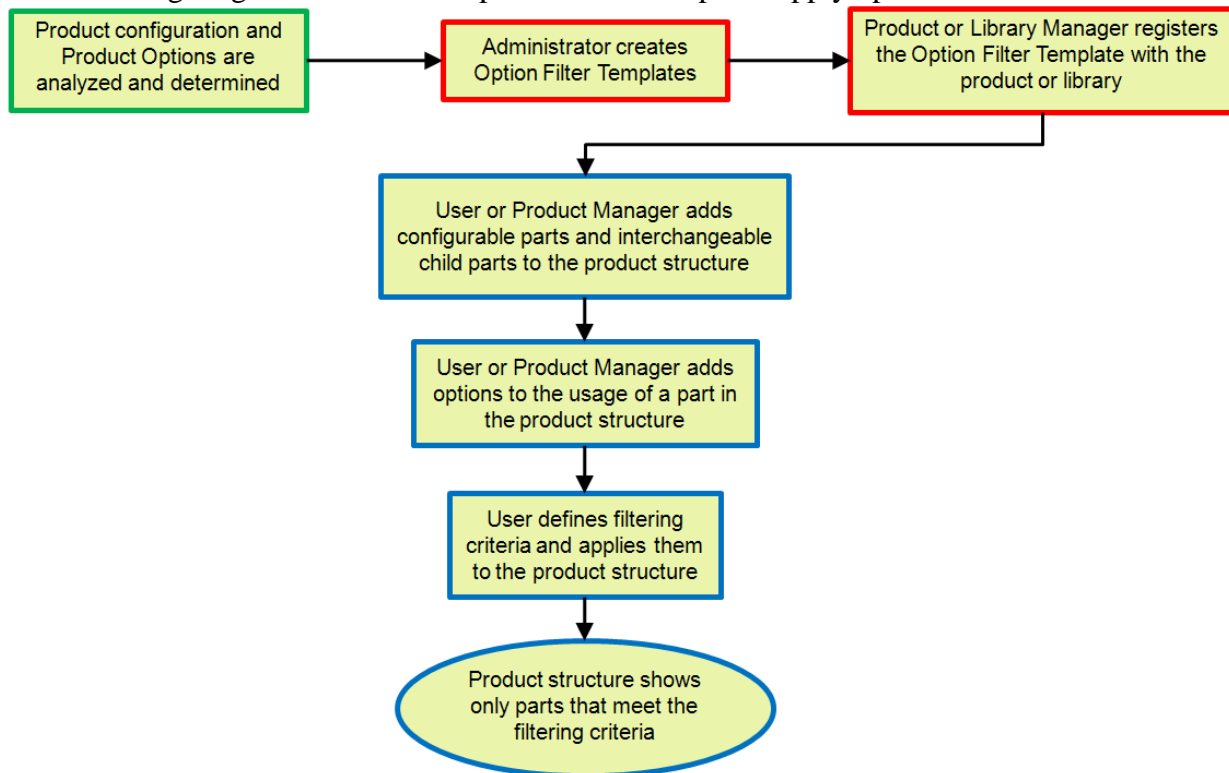 Product configuration and
Product Options are
analyzed and determined
Administrator creates
Option Filter Templates
Product or Library Manager registers
the Option Filter Template with the
product or library
User or Product Manager adds
configurable parts and interchangeable
child parts to the product structure
User or Product Manager adds
options to the usage of a part in
the product structure
User defines filtering
criteria and applies them
to the product structure
Product structure shows
only parts that meet the
filtering criteria